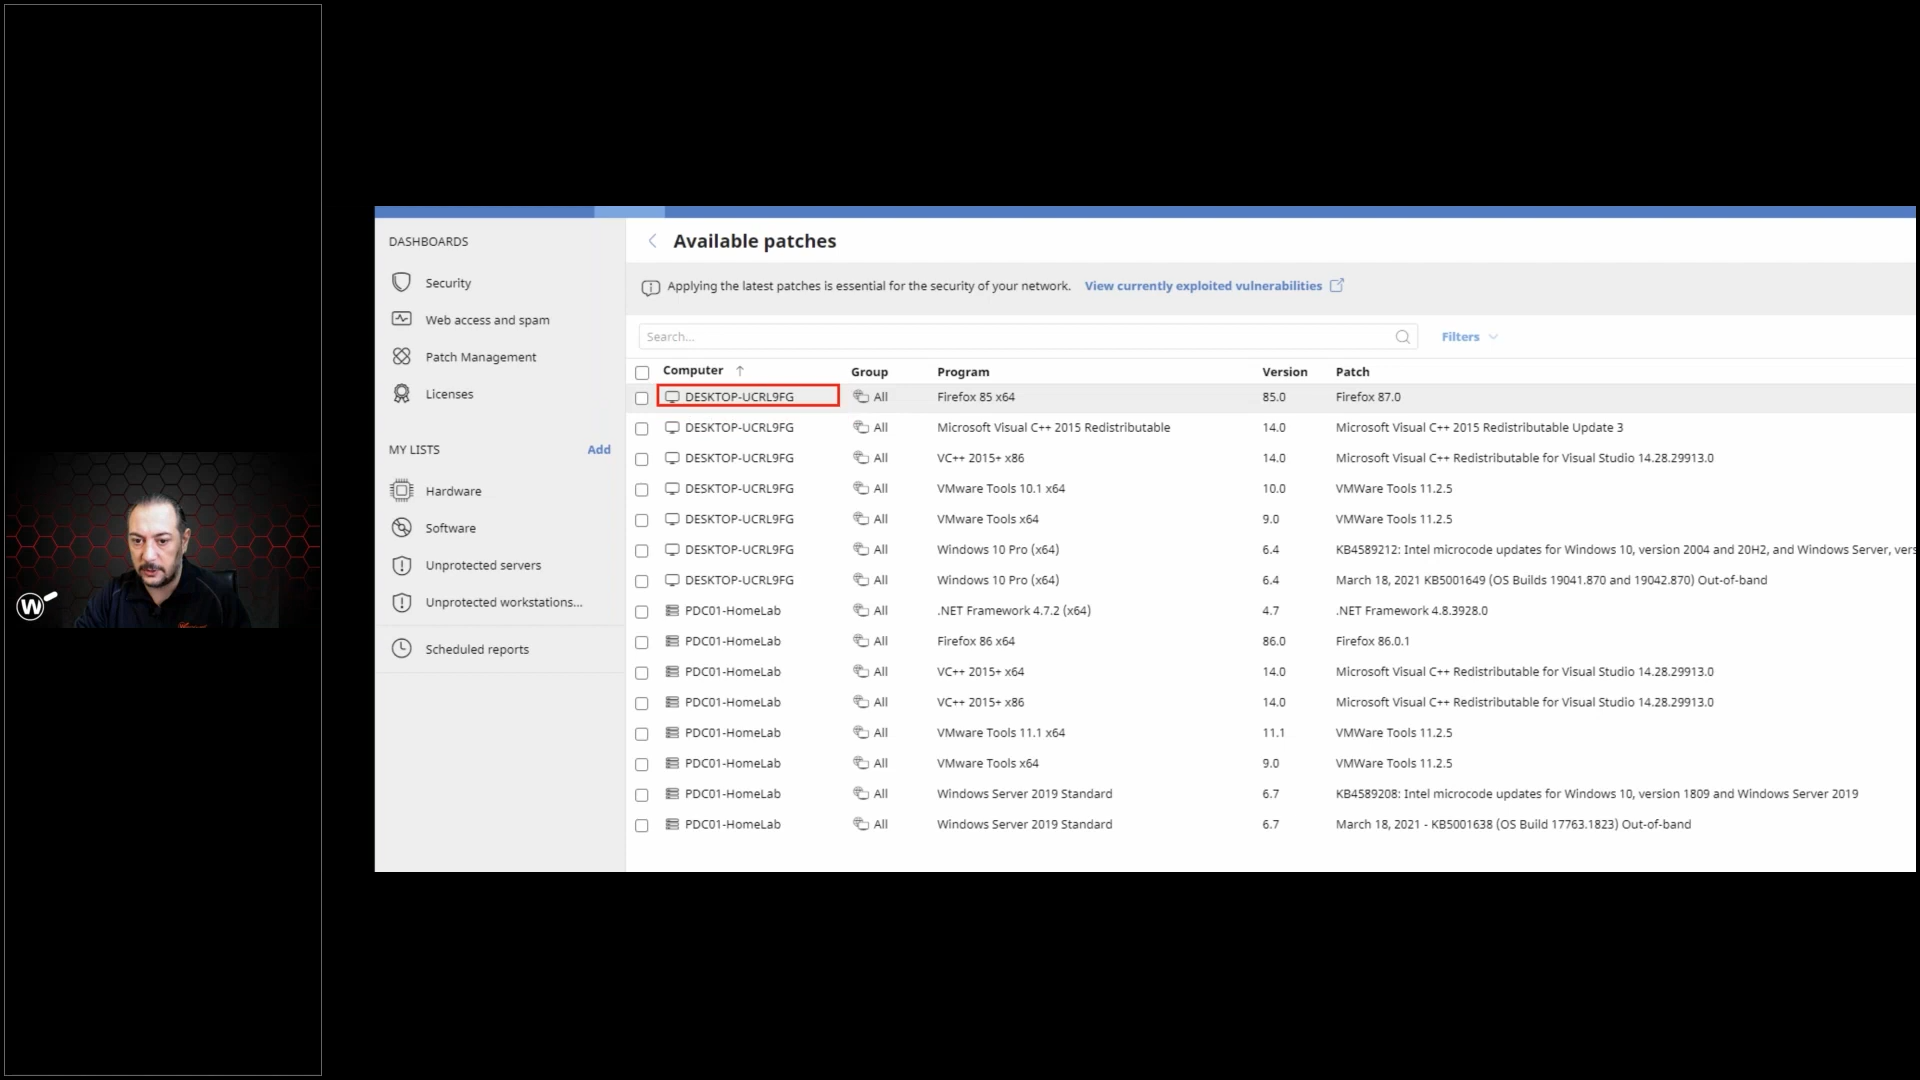 W
DASHBOARDS
Security
Web access and spam
Patch Management
Licenses
MY LISTS Add
Hardware
Software
Unprotected servers
Unprotected workstations...
Scheduled reports
Available patches
Applying the latest patches is essential for the security of your network. View currently exploited vulnerabilities
Search... Filters
Computer Group Program Version Patch
DESKTOP-UCRL9FG All Firefox 85 x64 85.0 Firefox 87.0
DESKTOP-UCRL9FG All Microsoft Visual C++ 2015 Redistributable 14.0 Microsoft Visual C++ 2015 Redistributable Update 3
DESKTOP-UCRL9FG All VC++ 2015+ x86 14.0 Microsoft Visual C++ Redistributable for Visual Studio 14.28.29913.0
DESKTOP-UCRL9FG All VMware Tools 10.1 x64 10.0 VMWare Tools 11.2.5
DESKTOP-UCRL9FG All VMware Tools x64 9.0 VMWare Tools 11.2.5
DESKTOP-UCRL9FG All Windows 10 Pro (x64) 6.4 KB4589212: Intel microcode updates for Windows 10, version 2004 and 20H2, and Windows Server, vers
DESKTOP-UCRL9FG All Windows 10 Pro (x64) 6.4 March 18, 2021 KB5001649 (OS Builds 19041.870 and 19042.870) Out-of-band
PDC01-HomeLab All .NET Framework 4.7.2 (x64) 4.7 .NET Framework 4.8.3928.0
PDC01-HomeLab All Firefox 86 x64 86.0 Firefox 86.0.1
PDC01-HomeLab All VC++ 2015+ x64 14.0 Microsoft Visual C++ Redistributable for Visual Studio 14.28.29913.0
PDC01-HomeLab All VC++ 2015+ x86 14.0 Microsoft Visual C++ Redistributable for Visual Studio 14.28.29913.0
PDC01-HomeLab All VMware Tools 11.1 x64 11.1 VMWare Tools 11.2.5
PDC01-HomeLab All VMware Tools x64 9.0 VMWare Tools 11.2.5
PDC01-HomeLab All Windows Server 2019 Standard 6.7 KB4589208: Intel microcode updates for Windows 10, version 1809 and Windows Server 2019
PDC01-HomeLab All Windows Server 2019 Standard 6.7 March 18, 2021 - KB5001638 (OS Build 17763.1823) Out-of-band